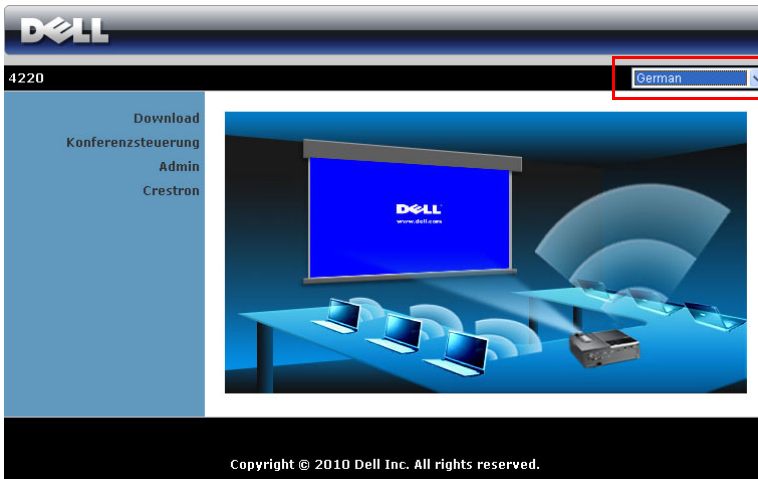 DELL
4220
German
Download
Konferenzsteuerung
Admin
Crestron
DELL
www.dell.com
Copyright © 2010 Dell Inc. All rights reserved.